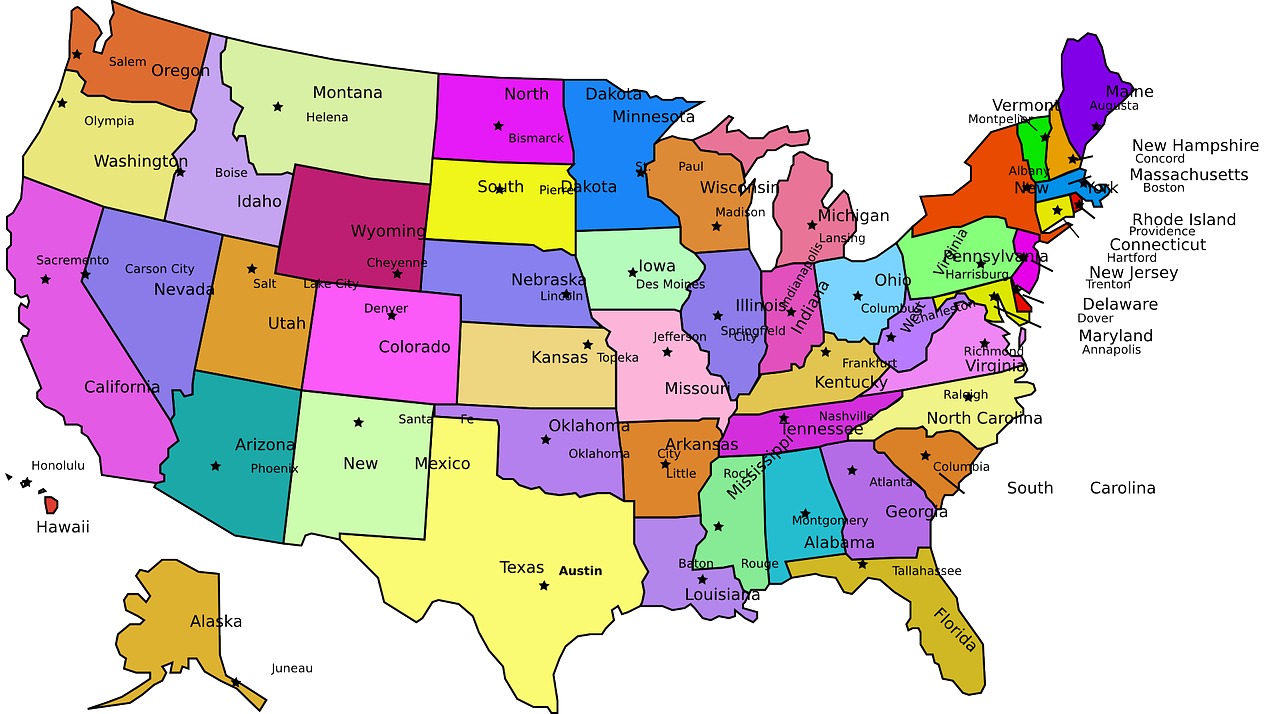 Salem
Oregon
Olympia
Washington
Boise
Idaho
Montana
Helena
North Dakota
Bismarck
Minnesota
St. Paul
South Dakota
Pierre
Wyoming
Cheyenne
Wisconsin
Madison
Michigan
Lansing
Vermont
Montpelier
Maine
Augusta
New Hampshire
Concord
Massachusetts
Boston
Albany
New York
Rhode Island
Providence
Connecticut
Hartford
New Jersey
Trenton
Delaware
Dover
Maryland
Annapolis
Pennsylvania
Harrisburg
Sacremento
Carson City
Nevada
California
Salt Lake City
Utah
Denver
Colorado
Nebraska
Lincoln
Iowa
Des Moines
Illinois
Springfield
Indianapolis
Indiana
Ohio
Columbus
West Virginia
Charleston
Richmond
Virginia
Kansas
Topeka
Jefferson City
Missouri
Frankfurt
Kentucky
Nashville
Tennessee
Raleigh
North Carolina
Arizona
Phoenix
Santa Fe
New Mexico
Oklahoma
Oklahoma City
Arkansas
Little Rock
Mississippi
Montgomery
Alabama
Atlanta
Georgia
Columbia
South Carolina
Texas
Austin
Baton Rouge
Louisiana
Tallahassee
Florida
Honolulu
Hawaii
Alaska
Juneau